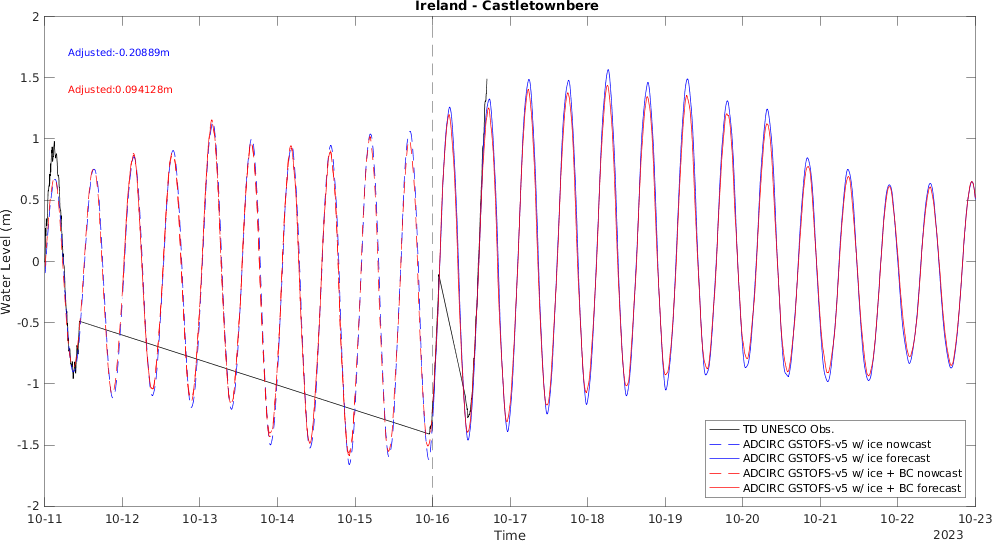 Ireland - Castletownbere
Adjusted:-0.20889m
Adjusted:0.094128m
Water Level (m)
2
1.5
1
0.5
0
-0.5
-1
-1.5
-2
TD UNESCO Obs.
ADCIRC GSTOFS-v5 w/ ice nowcast
ADCIRC GSTOFS-v5 w/ ice forecast
ADCIRC GSTOFS-v5 w/ ice + BC nowcast
ADCIRC GSTOFS-v5 w/ ice + BC forecast
10-11 10-12 10-13 10-14 10-15 10-16 10-17 10-18 10-19 10-20 10-21 10-22 10-23
Time
2023